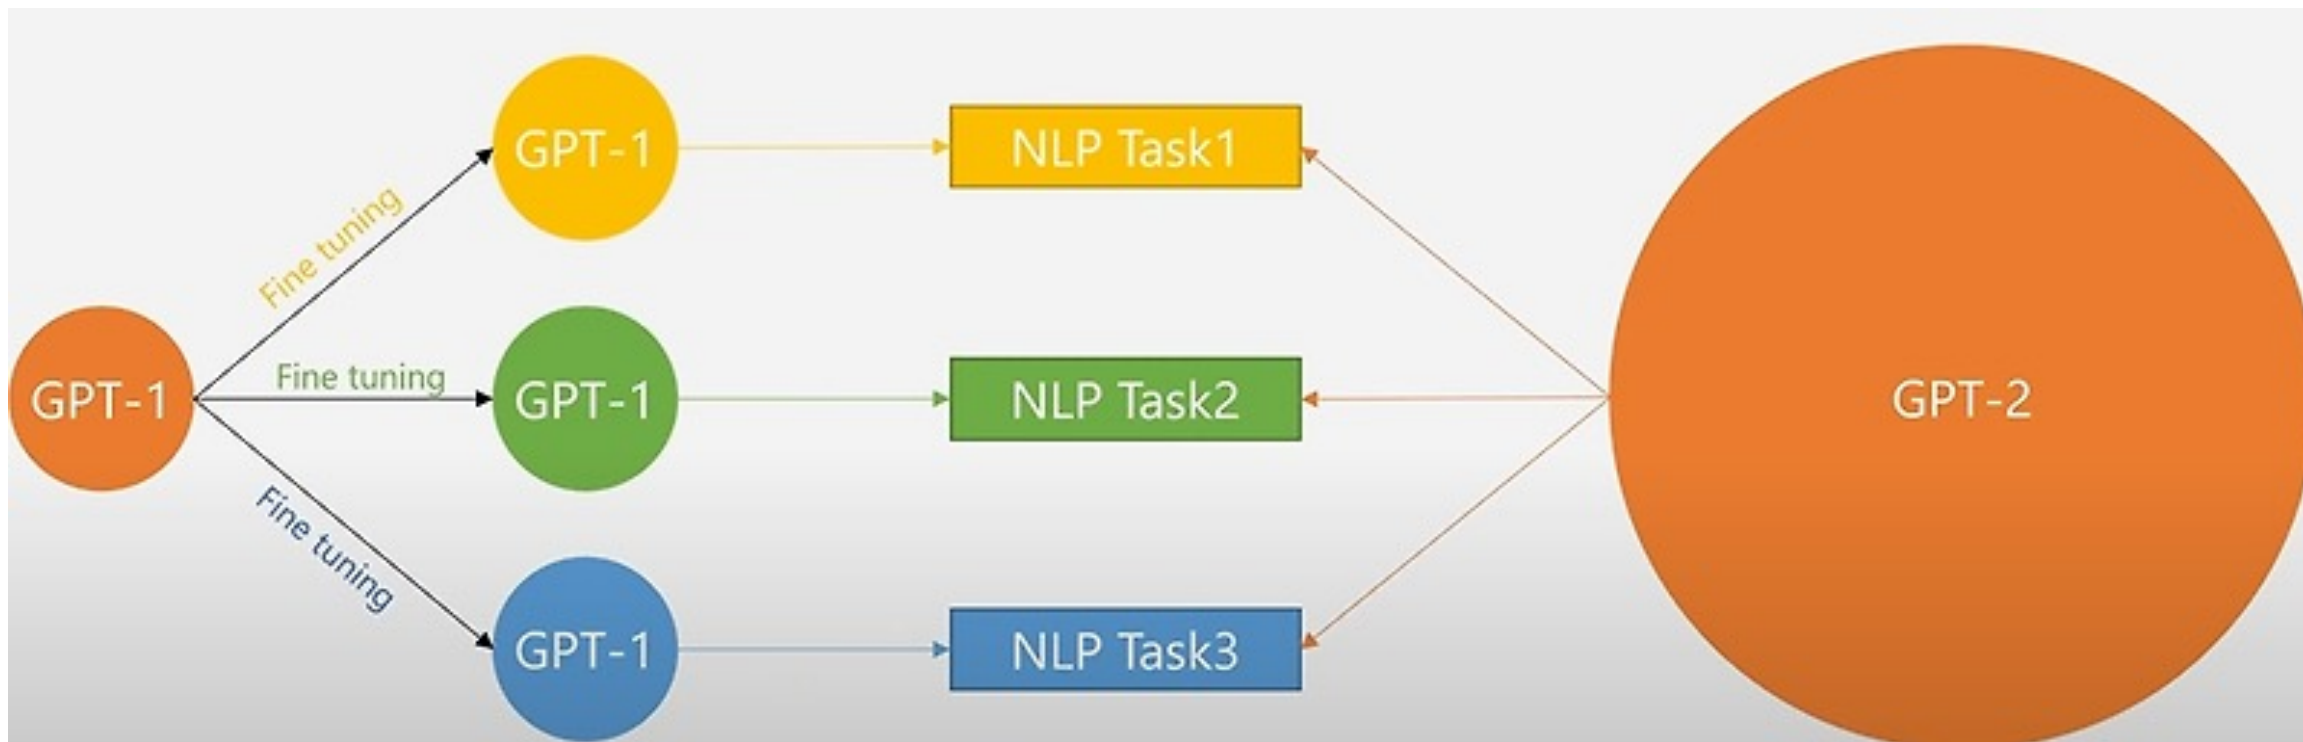 GPT-1
Fine tuning
Fine tuning
Fine tuning
GPT-1
GPT-1
GPT-1
NLP Task1
NLP Task2
NLP Task3
GPT-2